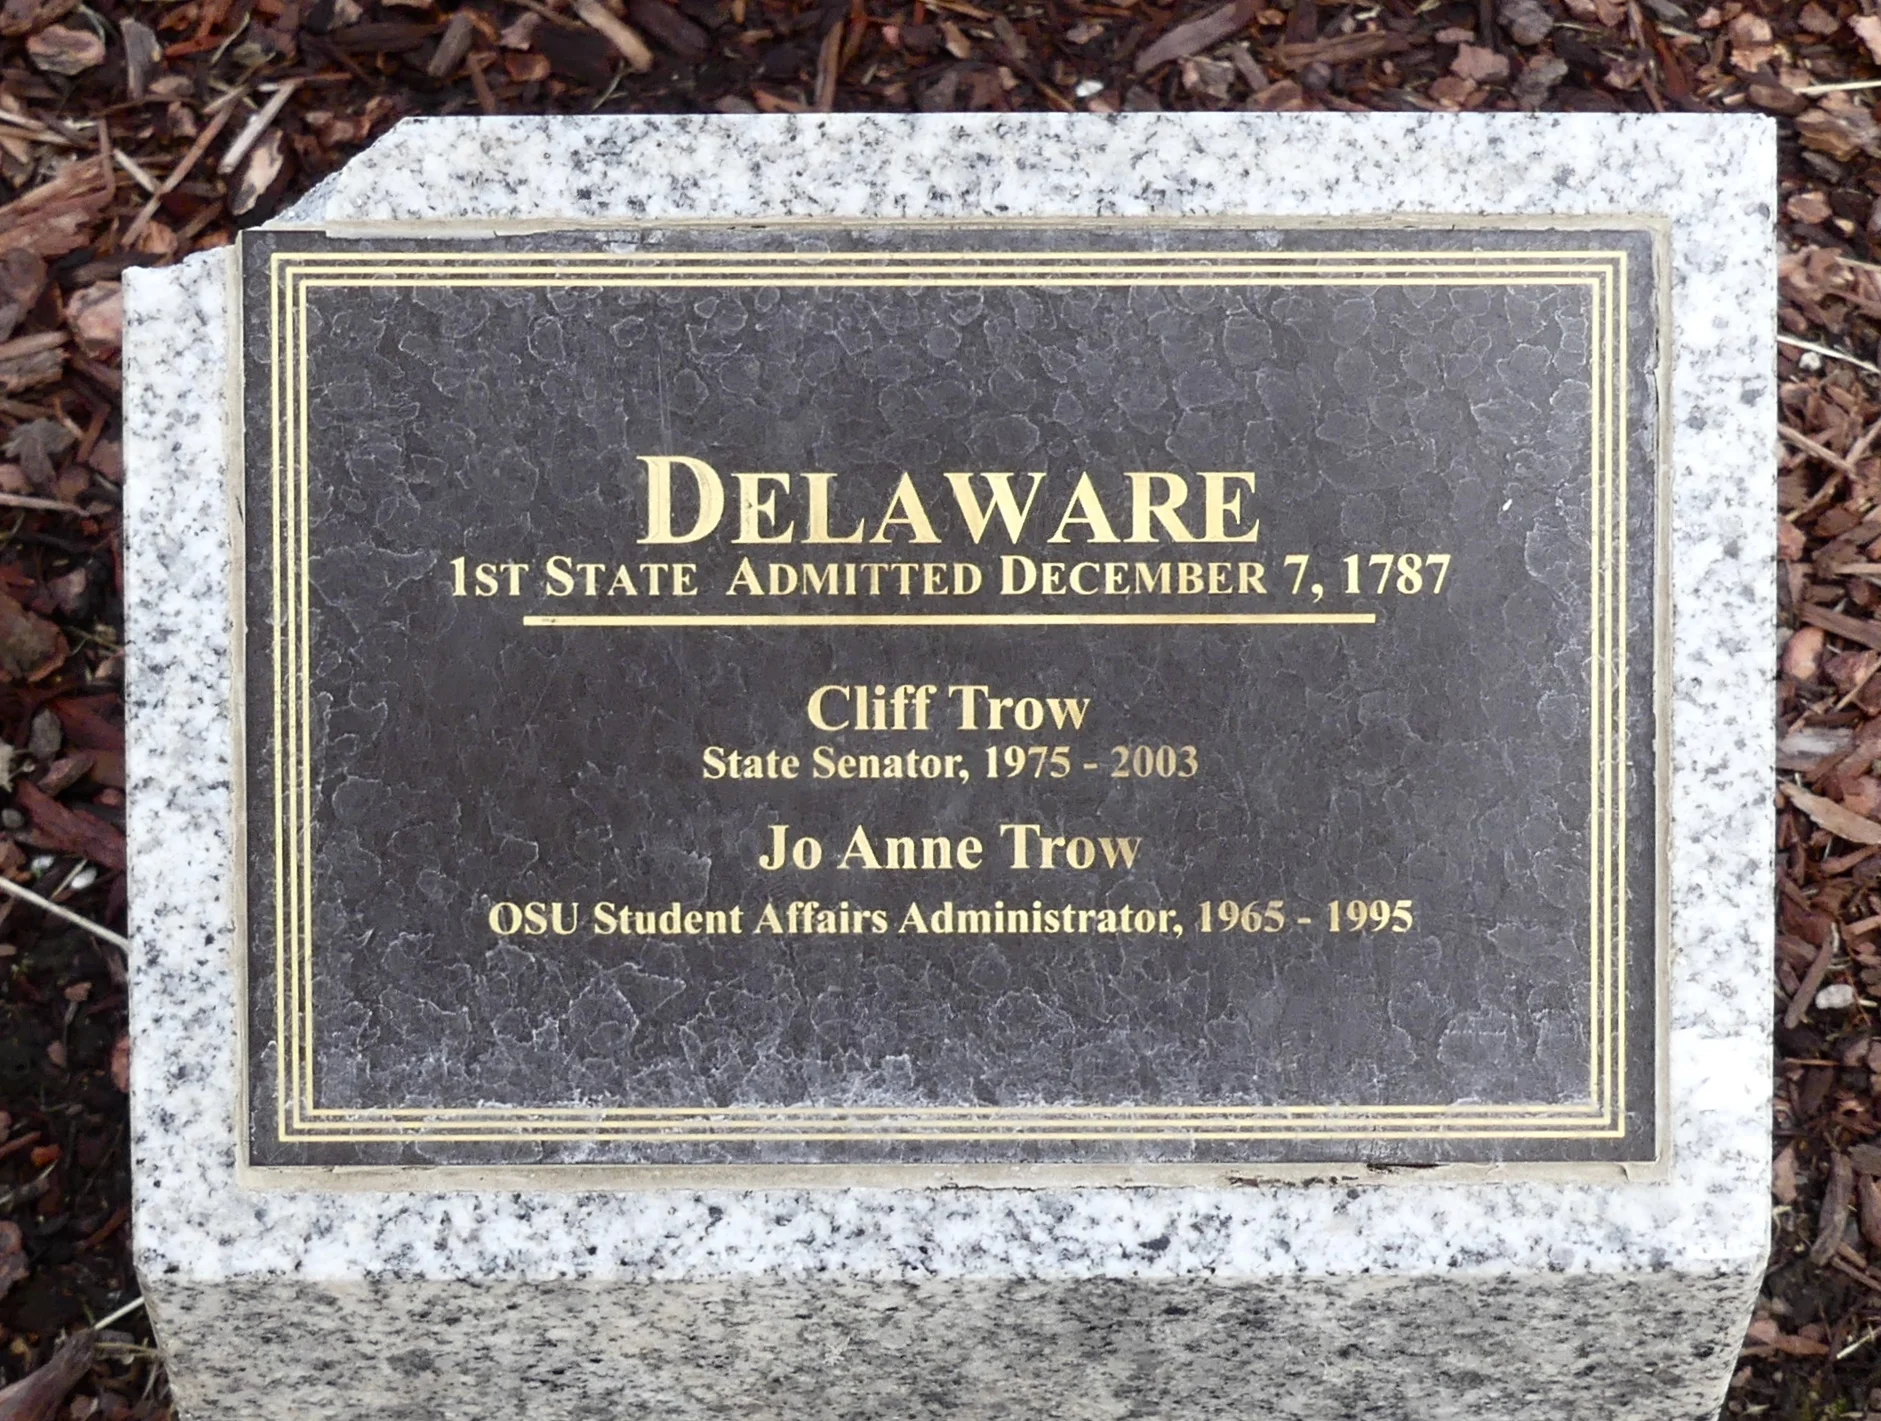 DELAWARE
1ST STATE ADMITTED DECEMBER 7, 1787
Cliff Trow
State Senator, 1975 - 2003
Jo Anne Trow
OSU Student Affairs Administrator, 1965 - 1995